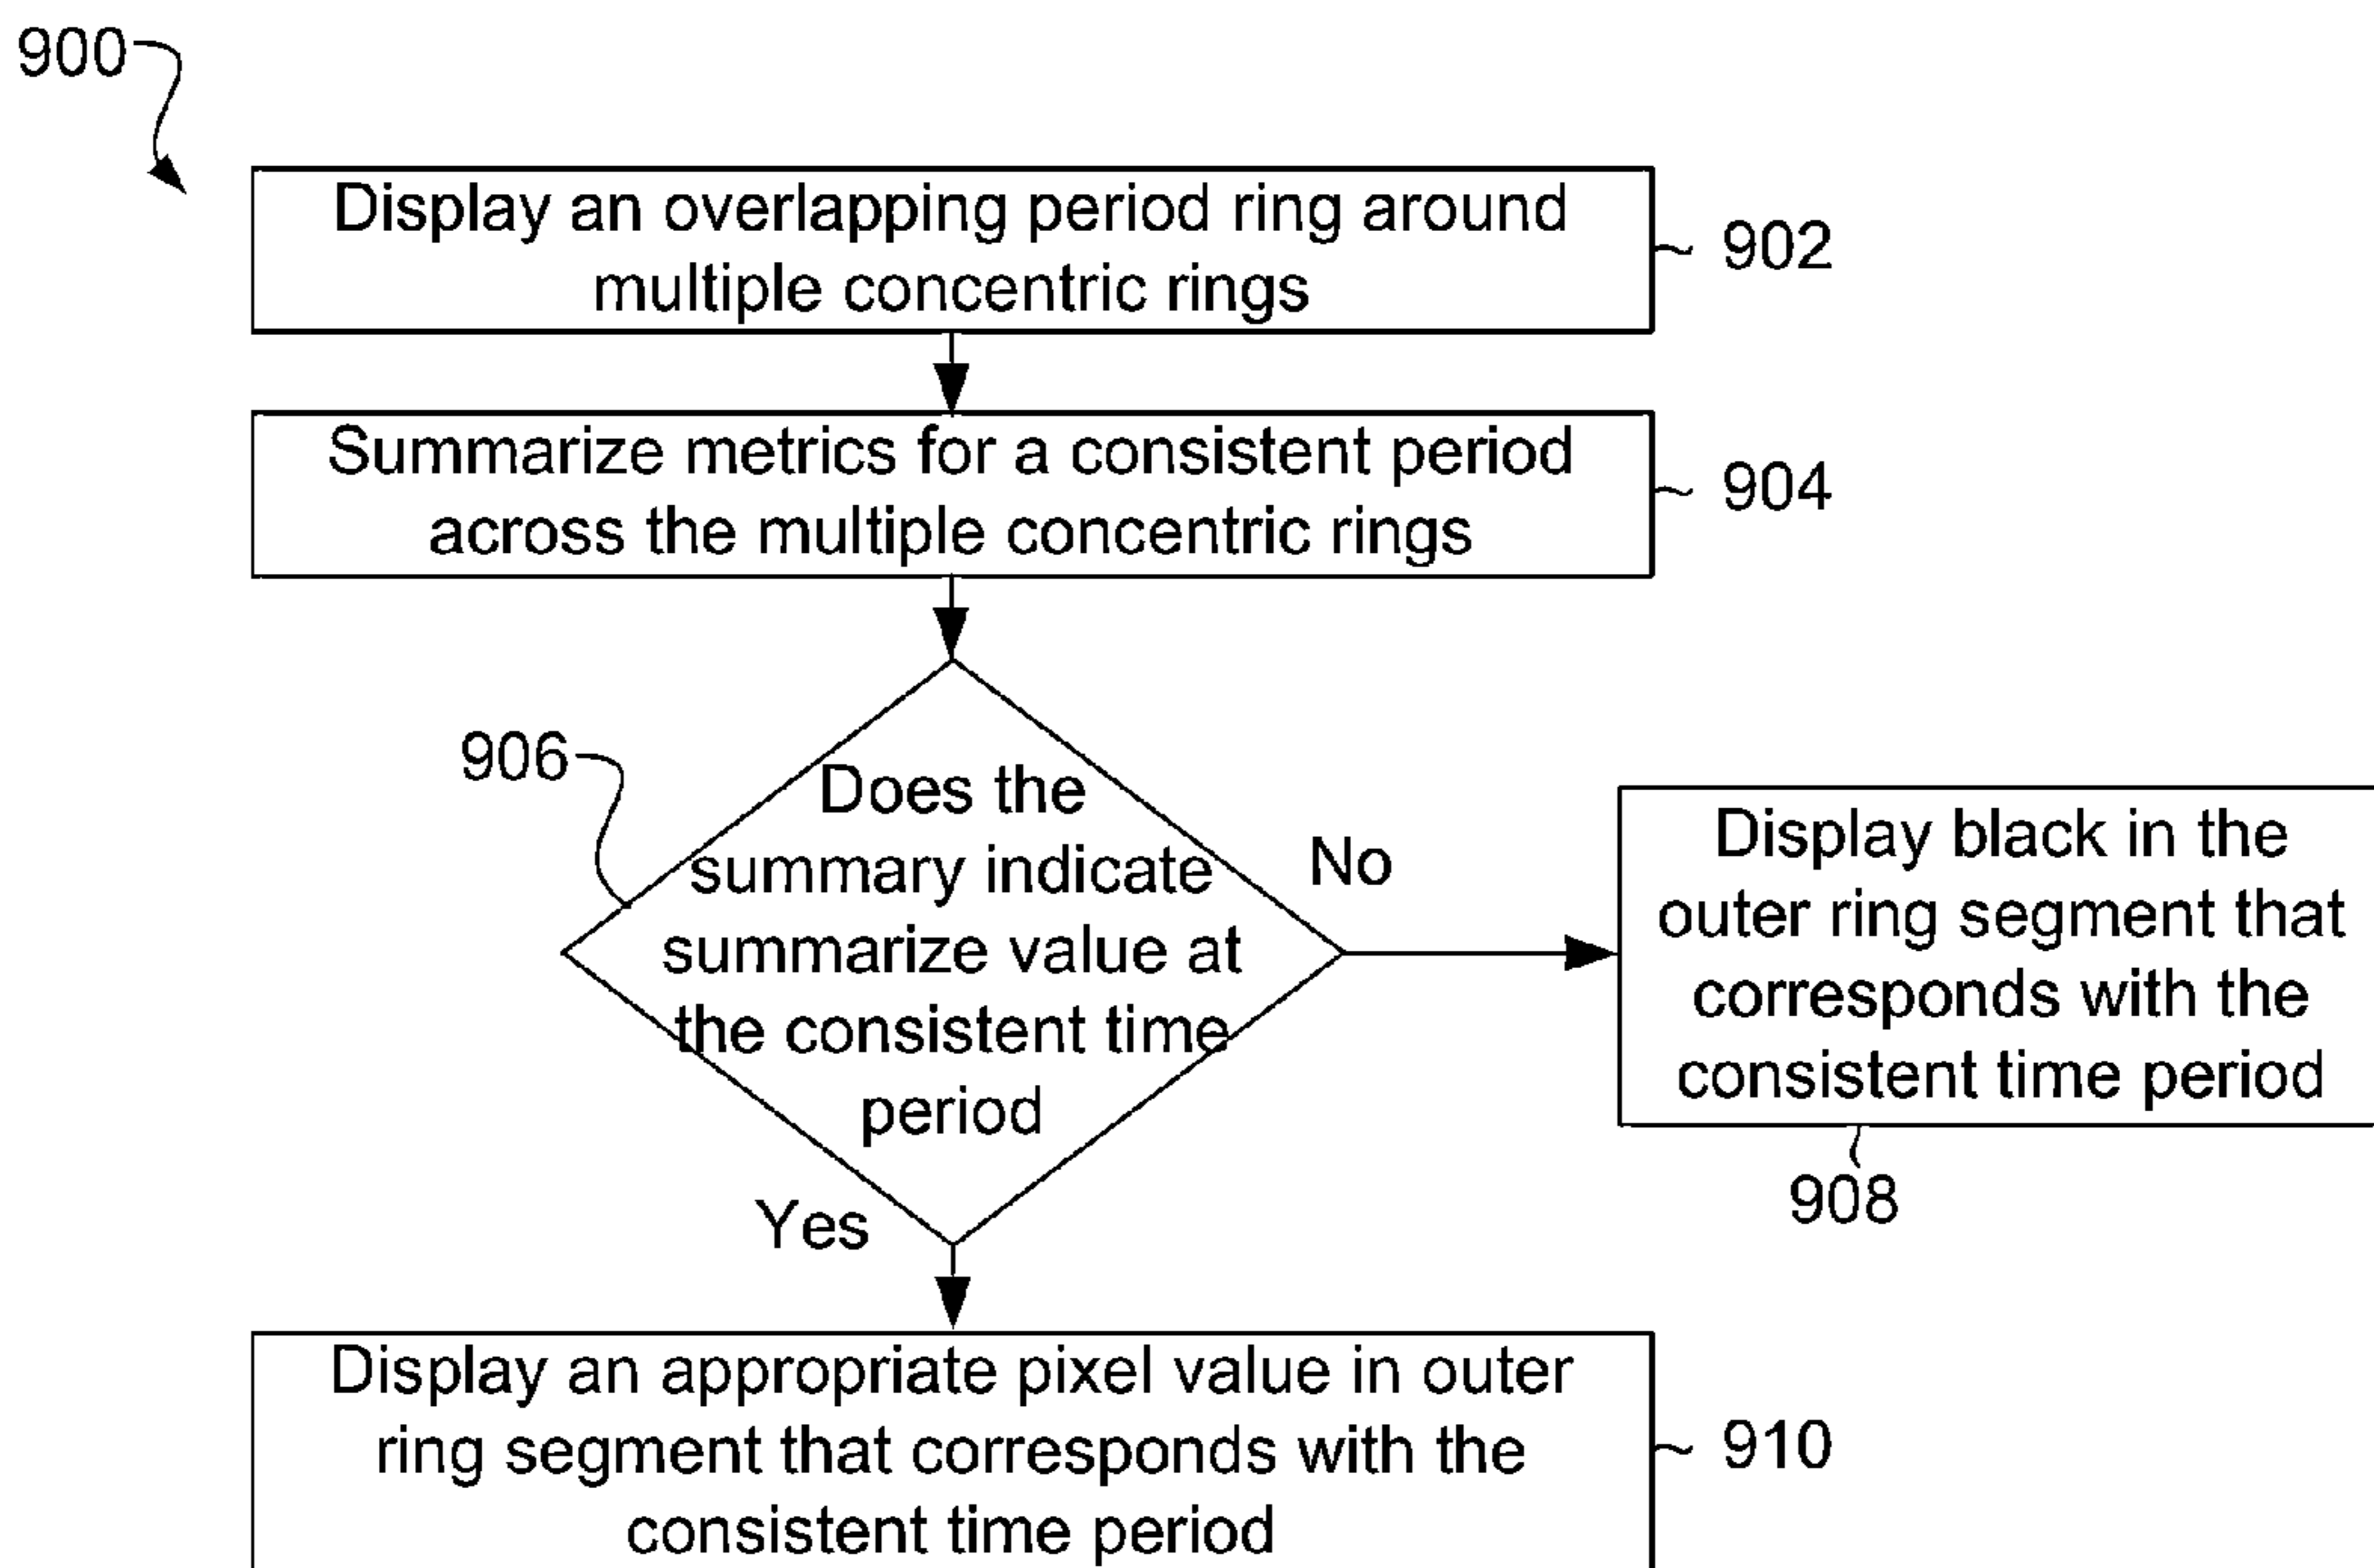 900
Display an overlapping period ring around
multiple concentric rings
902
Summarize metrics for a consistent period
across the multiple concentric rings
904
906
Does the
summary indicate
summarize value at
the consistent time
period
No
Display black in the
outer ring segment that
corresponds with the
consistent time period
908
Yes
Display an appropriate pixel value in outer
ring segment that corresponds with the
consistent time period
910